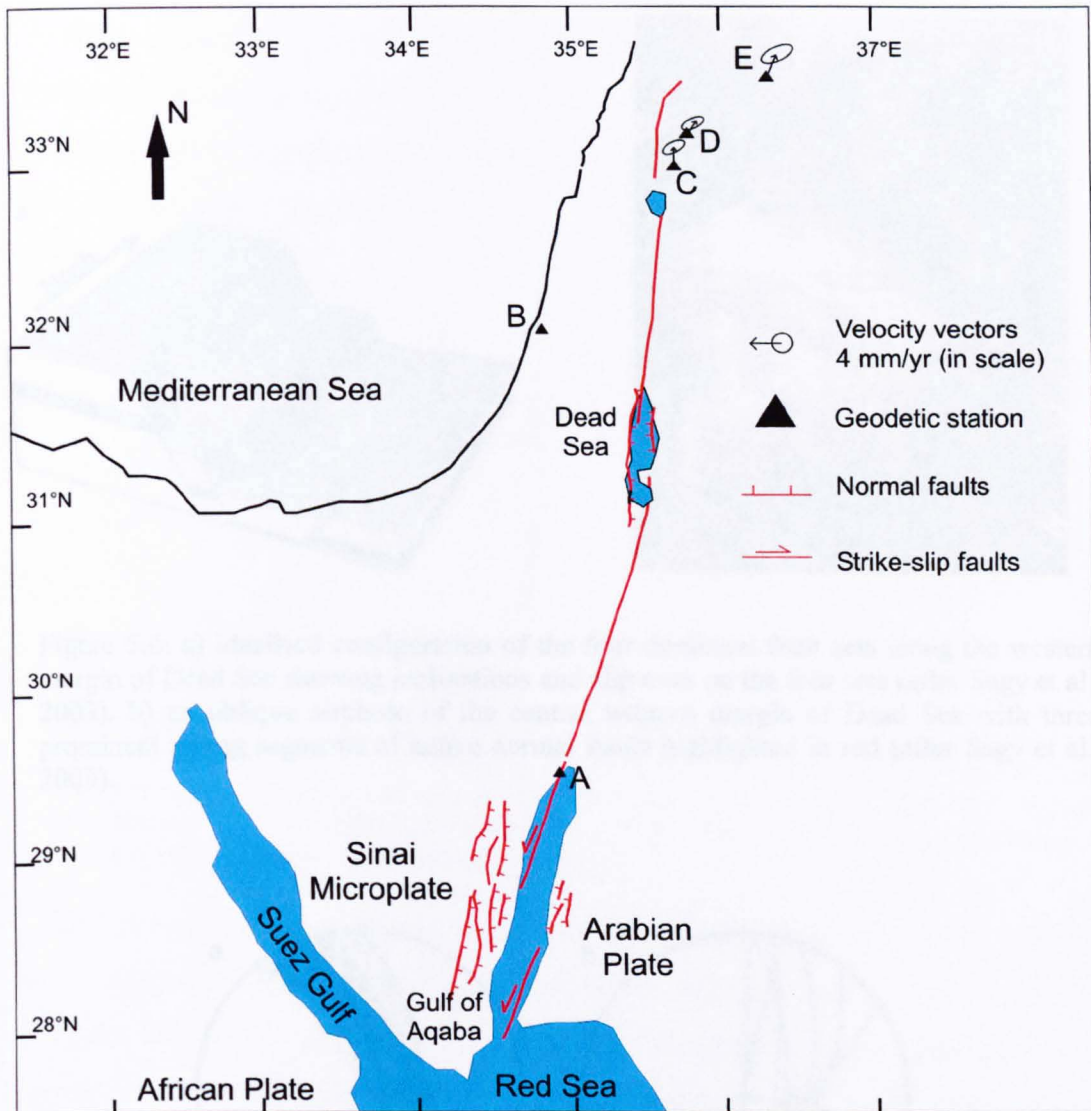 32°E
33°E
34°E
35°E
37°E
N
E
D
C
33°N
B
32°N
Mediterranean Sea
Velocity vectors
4 mm/yr (in scale)
Geodetic station
Dead
Sea
Normal faults
31°N
Strike-slip faults
30°N
A
29°N
Sinai
Microplate
Suez Gulf
Arabian
Plate
Gulf of
Aqaba
28°N
African Plate
Red Sea